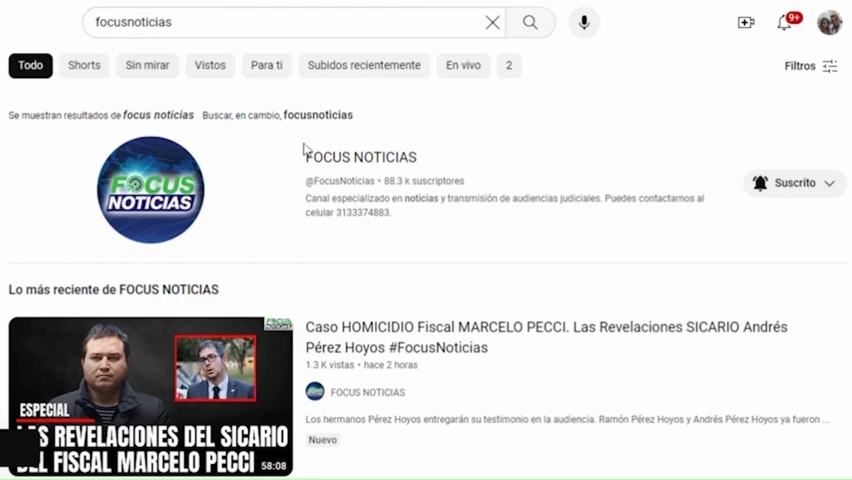 focusnoticias
9+
Todo
Shorts
Sin mirar
Vistos
Para ti
Subidos recientemente
En vivo
2
Filtros
Se muestran resultados de focus noticias Buscar, en cambio, focusnoticias
FOCUS
NOTICIAS
FOCUS NOTICIAS
@FocusNoticias • 88.3 k suscriptores
Canal especializado en noticias y transmisión de audiencias judiciales. Puedes contactarnos al
celular 3133374883.
Suscrito
Lo más reciente de FOCUS NOTICIAS
FOCUS
NOTICIAS
ESPECIAL
LAS REVELACIONES DEL SICARIO
DEL FISCAL MARCELO PECCI
58:08
Caso HOMICIDIO Fiscal MARCELO PECCI. Las Revelaciones SICARIO Andrés
Pérez Hoyos #FocusNoticias
1.3 K vistas • hace 2 horas
FOCUS NOTICIAS
Los hermanos Pérez Hoyos entregarán su testimonio en la audiencia. Ramón Pérez Hoyos y Andrés Pérez Hoyos ya fueron ...
Nuevo